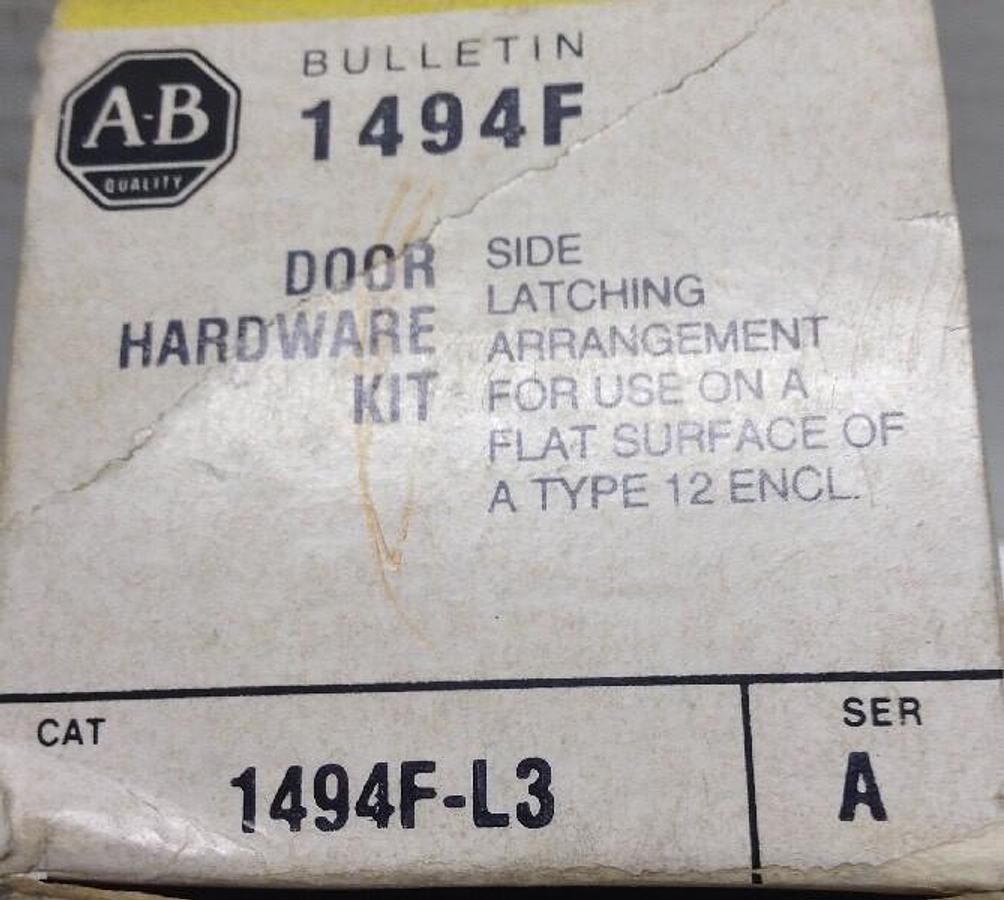 A-B
QUALITY
BULLETIN
1494F
DOOR
HARDWARE
KIT
SIDE
LATCHING
ARRANGEMENT
FOR USE ON A
FLAT SURFACE OF
A TYPE 12 ENCL.
CAT
1494F-L3
SER
A